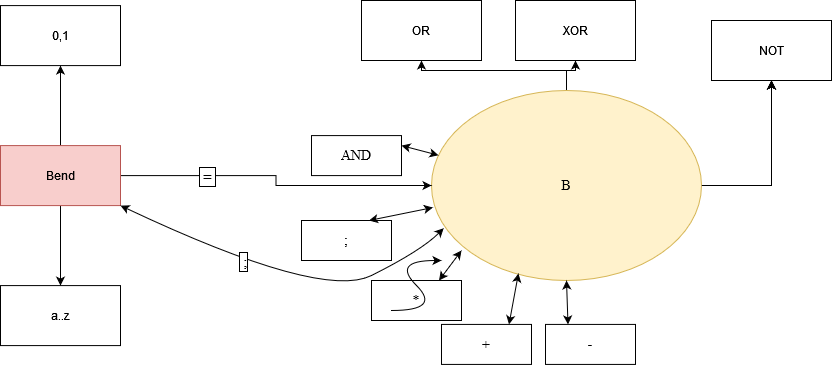 0,1
OR
XOR
NOT
AND
Bend
=
B
;
;
*
a..z
+
-